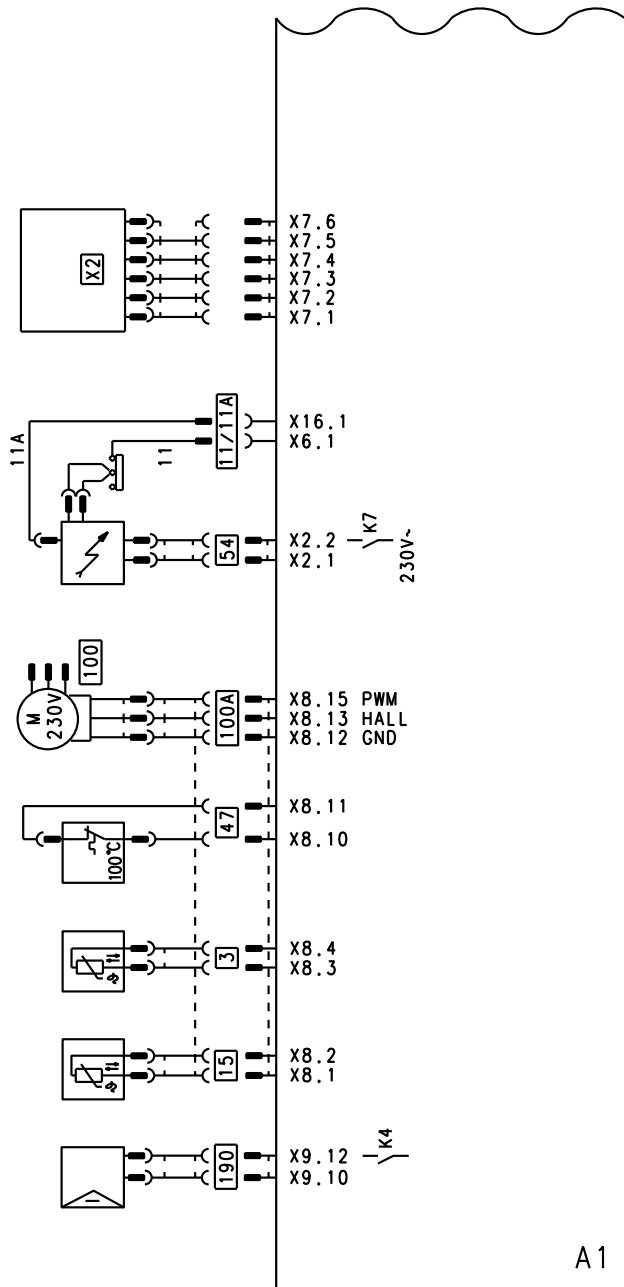 X2
X7.6
X7.5
X7.4
X7.3
X7.2
X7.1
11A
11
11/11A
X16.1
X6.1
54
X2.2
K7
X2.1
230V~
100
M
230V
100A
X8.15 PWM
X8.13 HALL
X8.12 GND
47
X8.11
X8.10
100°C
3
X8.4
X8.3
15
X8.2
X8.1
190
X9.12
K4
X9.10
A1